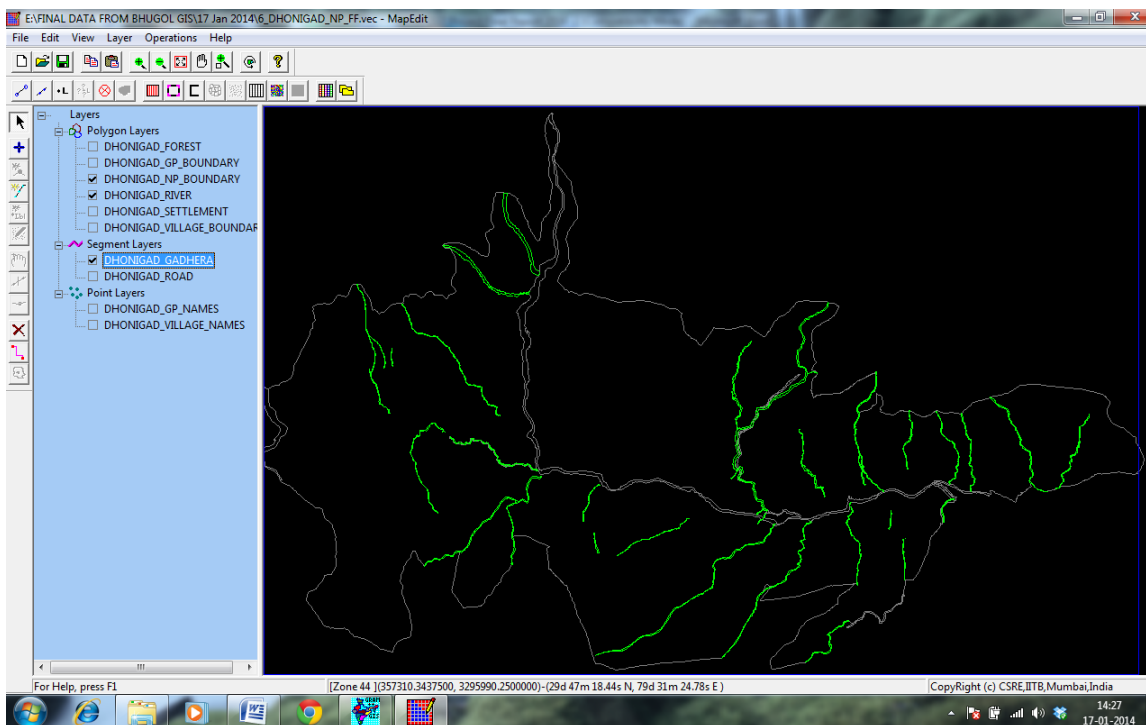 E:\FINAL DATA FROM BHUGOL GIS\17 Jan 2014\6_DHONIGAD_NP_FF.vec - MapEdit
File Edit View Layer Operations Help
Layers
Polygon Layers
DHONIGAD_FOREST
DHONIGAD_GP_BOUNDARY
DHONIGAD_NP_BOUNDARY
DHONIGAD_RIVER
DHONIGAD_SETTLEMENT
DHONIGAD_VILLAGE_BOUNDAR
Segment Layers
DHONIGAD_GADHERA
DHONIGAD_ROAD
Point Layers
DHONIGAD_GP_NAMES
DHONIGAD_VILLAGE_NAMES
For Help, press F1
[Zone 44 ](357310.3437500, 3295990.2500000)-(29d 47m 18.44s N, 79d 31m 24.78s E )
CopyRight (c) CSRE,IITB,Mumbai,India
14:27
17-01-2014